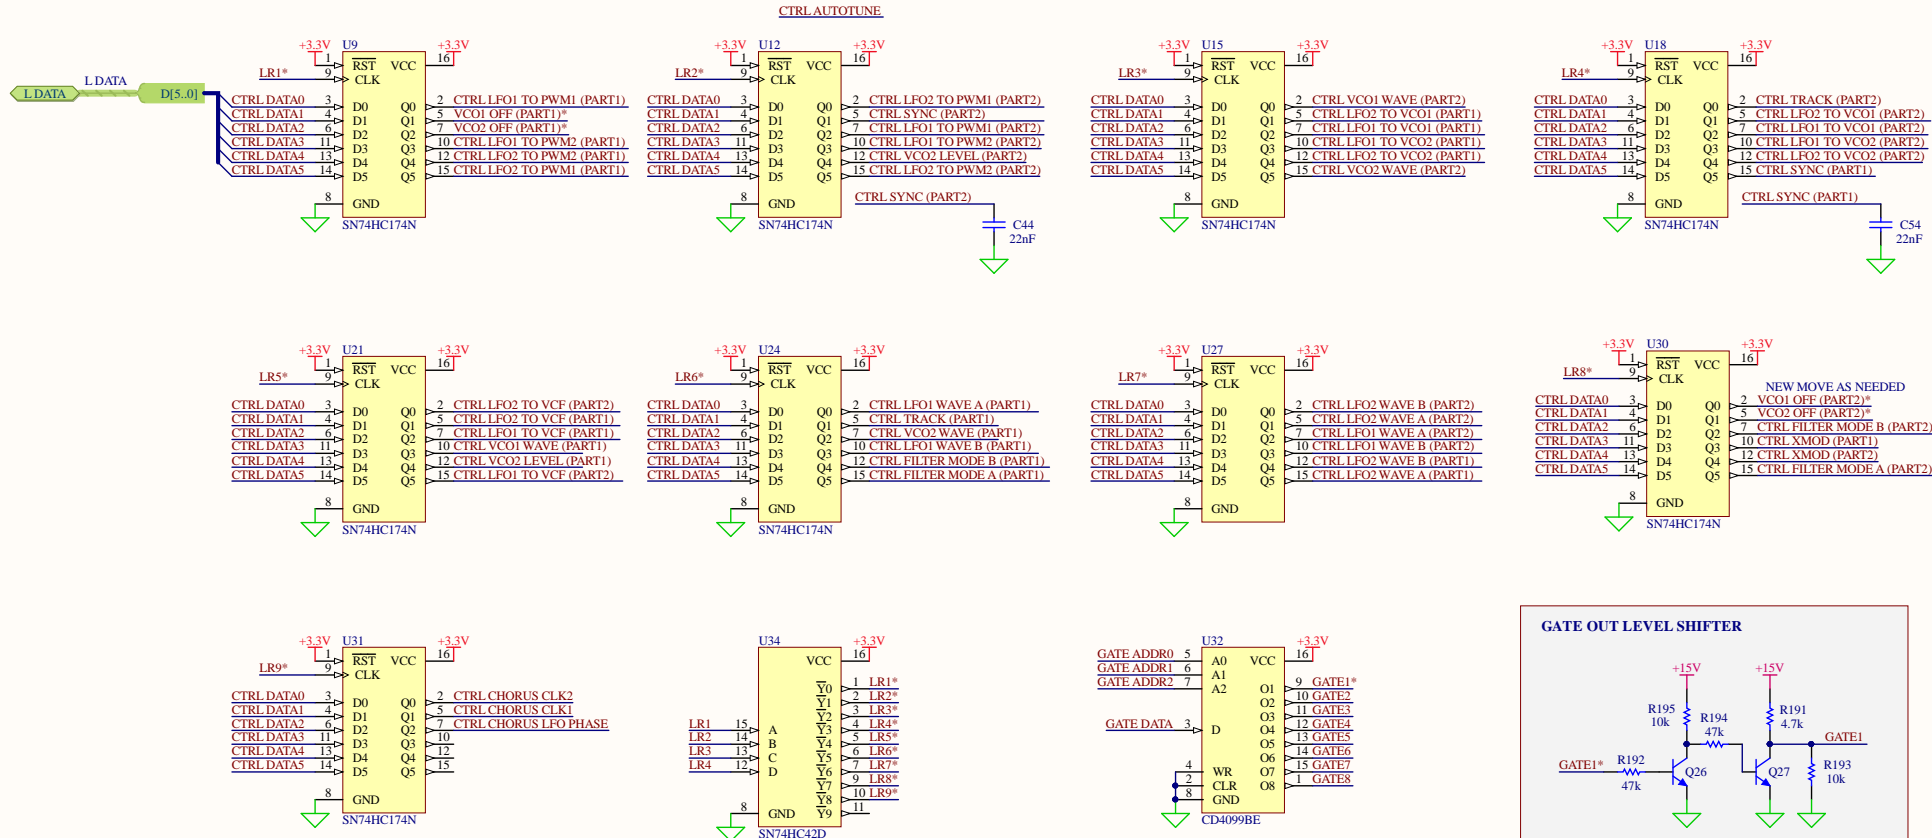 CTRL AUTOTUNE
L DATA
L DATA
D[5..0]
U9
+3.3V
+3.3V
1 RST VCC 16
LR1* 9 CLK
CTRL DATA0 3 D0 Q0 2 CTRL LFO1 TO PWM1 (PART1)
CTRL DATA1 4 D1 Q1 5 VCO1 OFF (PART1)*
CTRL DATA2 6 D2 Q2 7 VCO2 OFF (PART1)*
CTRL DATA3 11 D3 Q3 10 CTRL LFO1 TO PWM2 (PART1)
CTRL DATA4 13 D4 Q4 12 CTRL LFO2 TO PWM2 (PART1)
CTRL DATA5 14 D5 Q5 15 CTRL LFO2 TO PWM1 (PART1)
8 GND
SN74HC174N
U12
+3.3V
+3.3V
1 RST VCC 16
LR2* 9 CLK
CTRL DATA0 3 D0 Q0 2 CTRL LFO2 TO PWM1 (PART2)
CTRL DATA1 4 D1 Q1 5 CTRL SYNC (PART2)
CTRL DATA2 6 D2 Q2 7 CTRL LFO1 TO PWM1 (PART2)
CTRL DATA3 11 D3 Q3 10 CTRL LFO1 TO PWM2 (PART2)
CTRL DATA4 13 D4 Q4 12 CTRL VCO2 LEVEL (PART2)
CTRL DATA5 14 D5 Q5 15 CTRL LFO2 TO PWM2 (PART2)
8 GND
SN74HC174N
CTRL SYNC (PART2)
C44
22nF
U15
+3.3V
+3.3V
1 RST VCC 16
LR3* 9 CLK
CTRL DATA0 3 D0 Q0 2 CTRL VCO1 WAVE (PART2)
CTRL DATA1 4 D1 Q1 5 CTRL LFO2 TO VCO1 (PART1)
CTRL DATA2 6 D2 Q2 7 CTRL LFO1 TO VCO1 (PART1)
CTRL DATA3 11 D3 Q3 10 CTRL LFO1 TO VCO2 (PART1)
CTRL DATA4 13 D4 Q4 12 CTRL LFO2 TO VCO2 (PART1)
CTRL DATA5 14 D5 Q5 15 CTRL VCO2 WAVE (PART2)
8 GND
SN74HC174N
U18
+3.3V
+3.3V
1 RST VCC 16
LR4* 9 CLK
CTRL DATA0 3 D0 Q0 2 CTRL TRACK (PART2)
CTRL DATA1 4 D1 Q1 5 CTRL LFO2 TO VCO1 (PART2)
CTRL DATA2 6 D2 Q2 7 CTRL LFO1 TO VCO1 (PART2)
CTRL DATA3 11 D3 Q3 10 CTRL LFO1 TO VCO2 (PART2)
CTRL DATA4 13 D4 Q4 12 CTRL LFO2 TO VCO2 (PART2)
CTRL DATA5 14 D5 Q5 15 CTRL SYNC (PART1)
8 GND
SN74HC174N
CTRL SYNC (PART1)
C54
22nF
U21
+3.3V
+3.3V
1 RST VCC 16
LR5* 9 CLK
CTRL DATA0 3 D0 Q0 2 CTRL LFO2 TO VCF (PART2)
CTRL DATA1 4 D1 Q1 5 CTRL LFO2 TO VCF (PART1)
CTRL DATA2 6 D2 Q2 7 CTRL LFO1 TO VCF (PART1)
CTRL DATA3 11 D3 Q3 10 CTRL VCO1 WAVE (PART1)
CTRL DATA4 13 D4 Q4 12 CTRL VCO2 LEVEL (PART1)
CTRL DATA5 14 D5 Q5 15 CTRL LFO1 TO VCF (PART2)
8 GND
SN74HC174N
U24
+3.3V
+3.3V
1 RST VCC 16
LR6* 9 CLK
CTRL DATA0 3 D0 Q0 2 CTRL LFO1 WAVE A (PART1)
CTRL DATA1 4 D1 Q1 5 CTRL TRACK (PART1)
CTRL DATA2 6 D2 Q2 7 CTRL VCO2 WAVE (PART1)
CTRL DATA3 11 D3 Q3 10 CTRL LFO1 WAVE B (PART1)
CTRL DATA4 13 D4 Q4 12 CTRL FILTER MODE B (PART1)
CTRL DATA5 14 D5 Q5 15 CTRL FILTER MODE A (PART1)
8 GND
SN74HC174N
U27
+3.3V
+3.3V
1 RST VCC 16
LR7* 9 CLK
CTRL DATA0 3 D0 Q0 2 CTRL LFO2 WAVE B (PART2)
CTRL DATA1 4 D1 Q1 5 CTRL LFO2 WAVE A (PART2)
CTRL DATA2 6 D2 Q2 7 CTRL LFO1 WAVE A (PART2)
CTRL DATA3 11 D3 Q3 10 CTRL LFO1 WAVE B (PART2)
CTRL DATA4 13 D4 Q4 12 CTRL LFO2 WAVE B (PART1)
CTRL DATA5 14 D5 Q5 15 CTRL LFO2 WAVE A (PART1)
8 GND
SN74HC174N
U30
+3.3V
+3.3V
1 RST VCC 16
LR8* 9 CLK
NEW MOVE AS NEEDED
CTRL DATA0 3 D0 Q0 2 VCO1 OFF (PART2)*
CTRL DATA1 4 D1 Q1 5 VCO2 OFF (PART2)*
CTRL DATA2 6 D2 Q2 7 CTRL FILTER MODE B (PART2)
CTRL DATA3 11 D3 Q3 10 CTRL XMOD (PART1)
CTRL DATA4 13 D4 Q4 12 CTRL XMOD (PART2)
CTRL DATA5 14 D5 Q5 15 CTRL FILTER MODE A (PART2)
8 GND
SN74HC174N
U31
+3.3V
+3.3V
1 RST VCC 16
LR9* 9 CLK
CTRL DATA0 3 D0 Q0 2 CTRL CHORUS CLK2
CTRL DATA1 4 D1 Q1 5 CTRL CHORUS CLK1
CTRL DATA2 6 D2 Q2 7 CTRL CHORUS LFO PHASE
CTRL DATA3 11 D3 Q3 10
CTRL DATA4 13 D4 Q4 12
CTRL DATA5 14 D5 Q5 15
8 GND
SN74HC174N
U34
+3.3V
VCC 16
Y0 1 LR1*
Y1 2 LR2*
Y2 3 LR3*
LR1 15 A Y3 4 LR4*
LR2 14 B Y4 5 LR5*
LR3 13 C Y5 6 LR6*
LR4 12 D Y6 7 LR7*
Y7 9 LR8*
Y8 10 LR9*
8 GND Y9 11
SN74HC42D
U32
+3.3V
GATE ADDR0 5 A0 VCC 16
GATE ADDR1 6 A1
GATE ADDR2 7 A2 O1 9 GATE1*
O2 10 GATE2
O3 11 GATE3
GATE DATA 3 D O4 12 GATE4
O5 13 GATE5
O6 14 GATE6
4 WR O7 15 GATE7
2 CLR O8 1 GATE8
8 GND
CD4099BE
GATE OUT LEVEL SHIFTER
+15V
+15V
R195
10k
R194
47k
R191
4.7k
GATE1
GATE1*
R192
47k
Q26
Q27
R193
10k